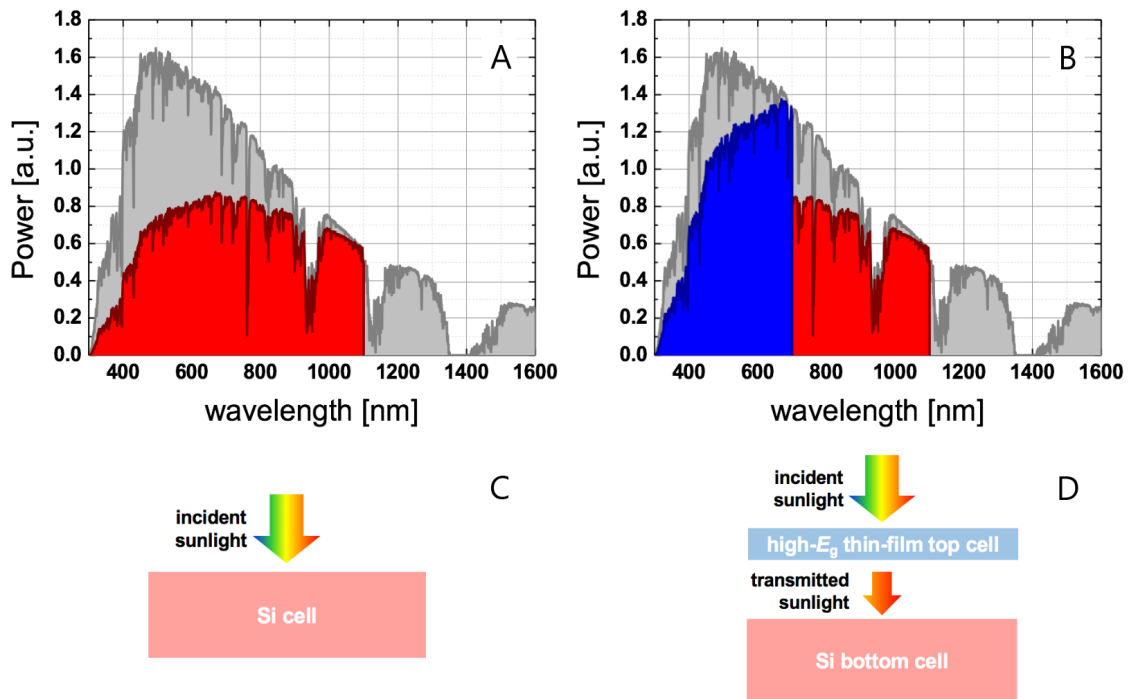 A
1.8
1.6
1.4
1.2
1.0
0.8
0.6
0.4
0.2
0.0
Power [a.u.]
400 600 800 1000 1200 1400 1600
wavelength [nm]
B
1.8
1.6
1.4
1.2
1.0
0.8
0.6
0.4
0.2
0.0
Power [a.u.]
400 600 800 1000 1200 1400 1600
wavelength [nm]
C
incident
sunlight
Si cell
D
incident
sunlight
high-Eg thin-film top cell
transmitted
sunlight
Si bottom cell